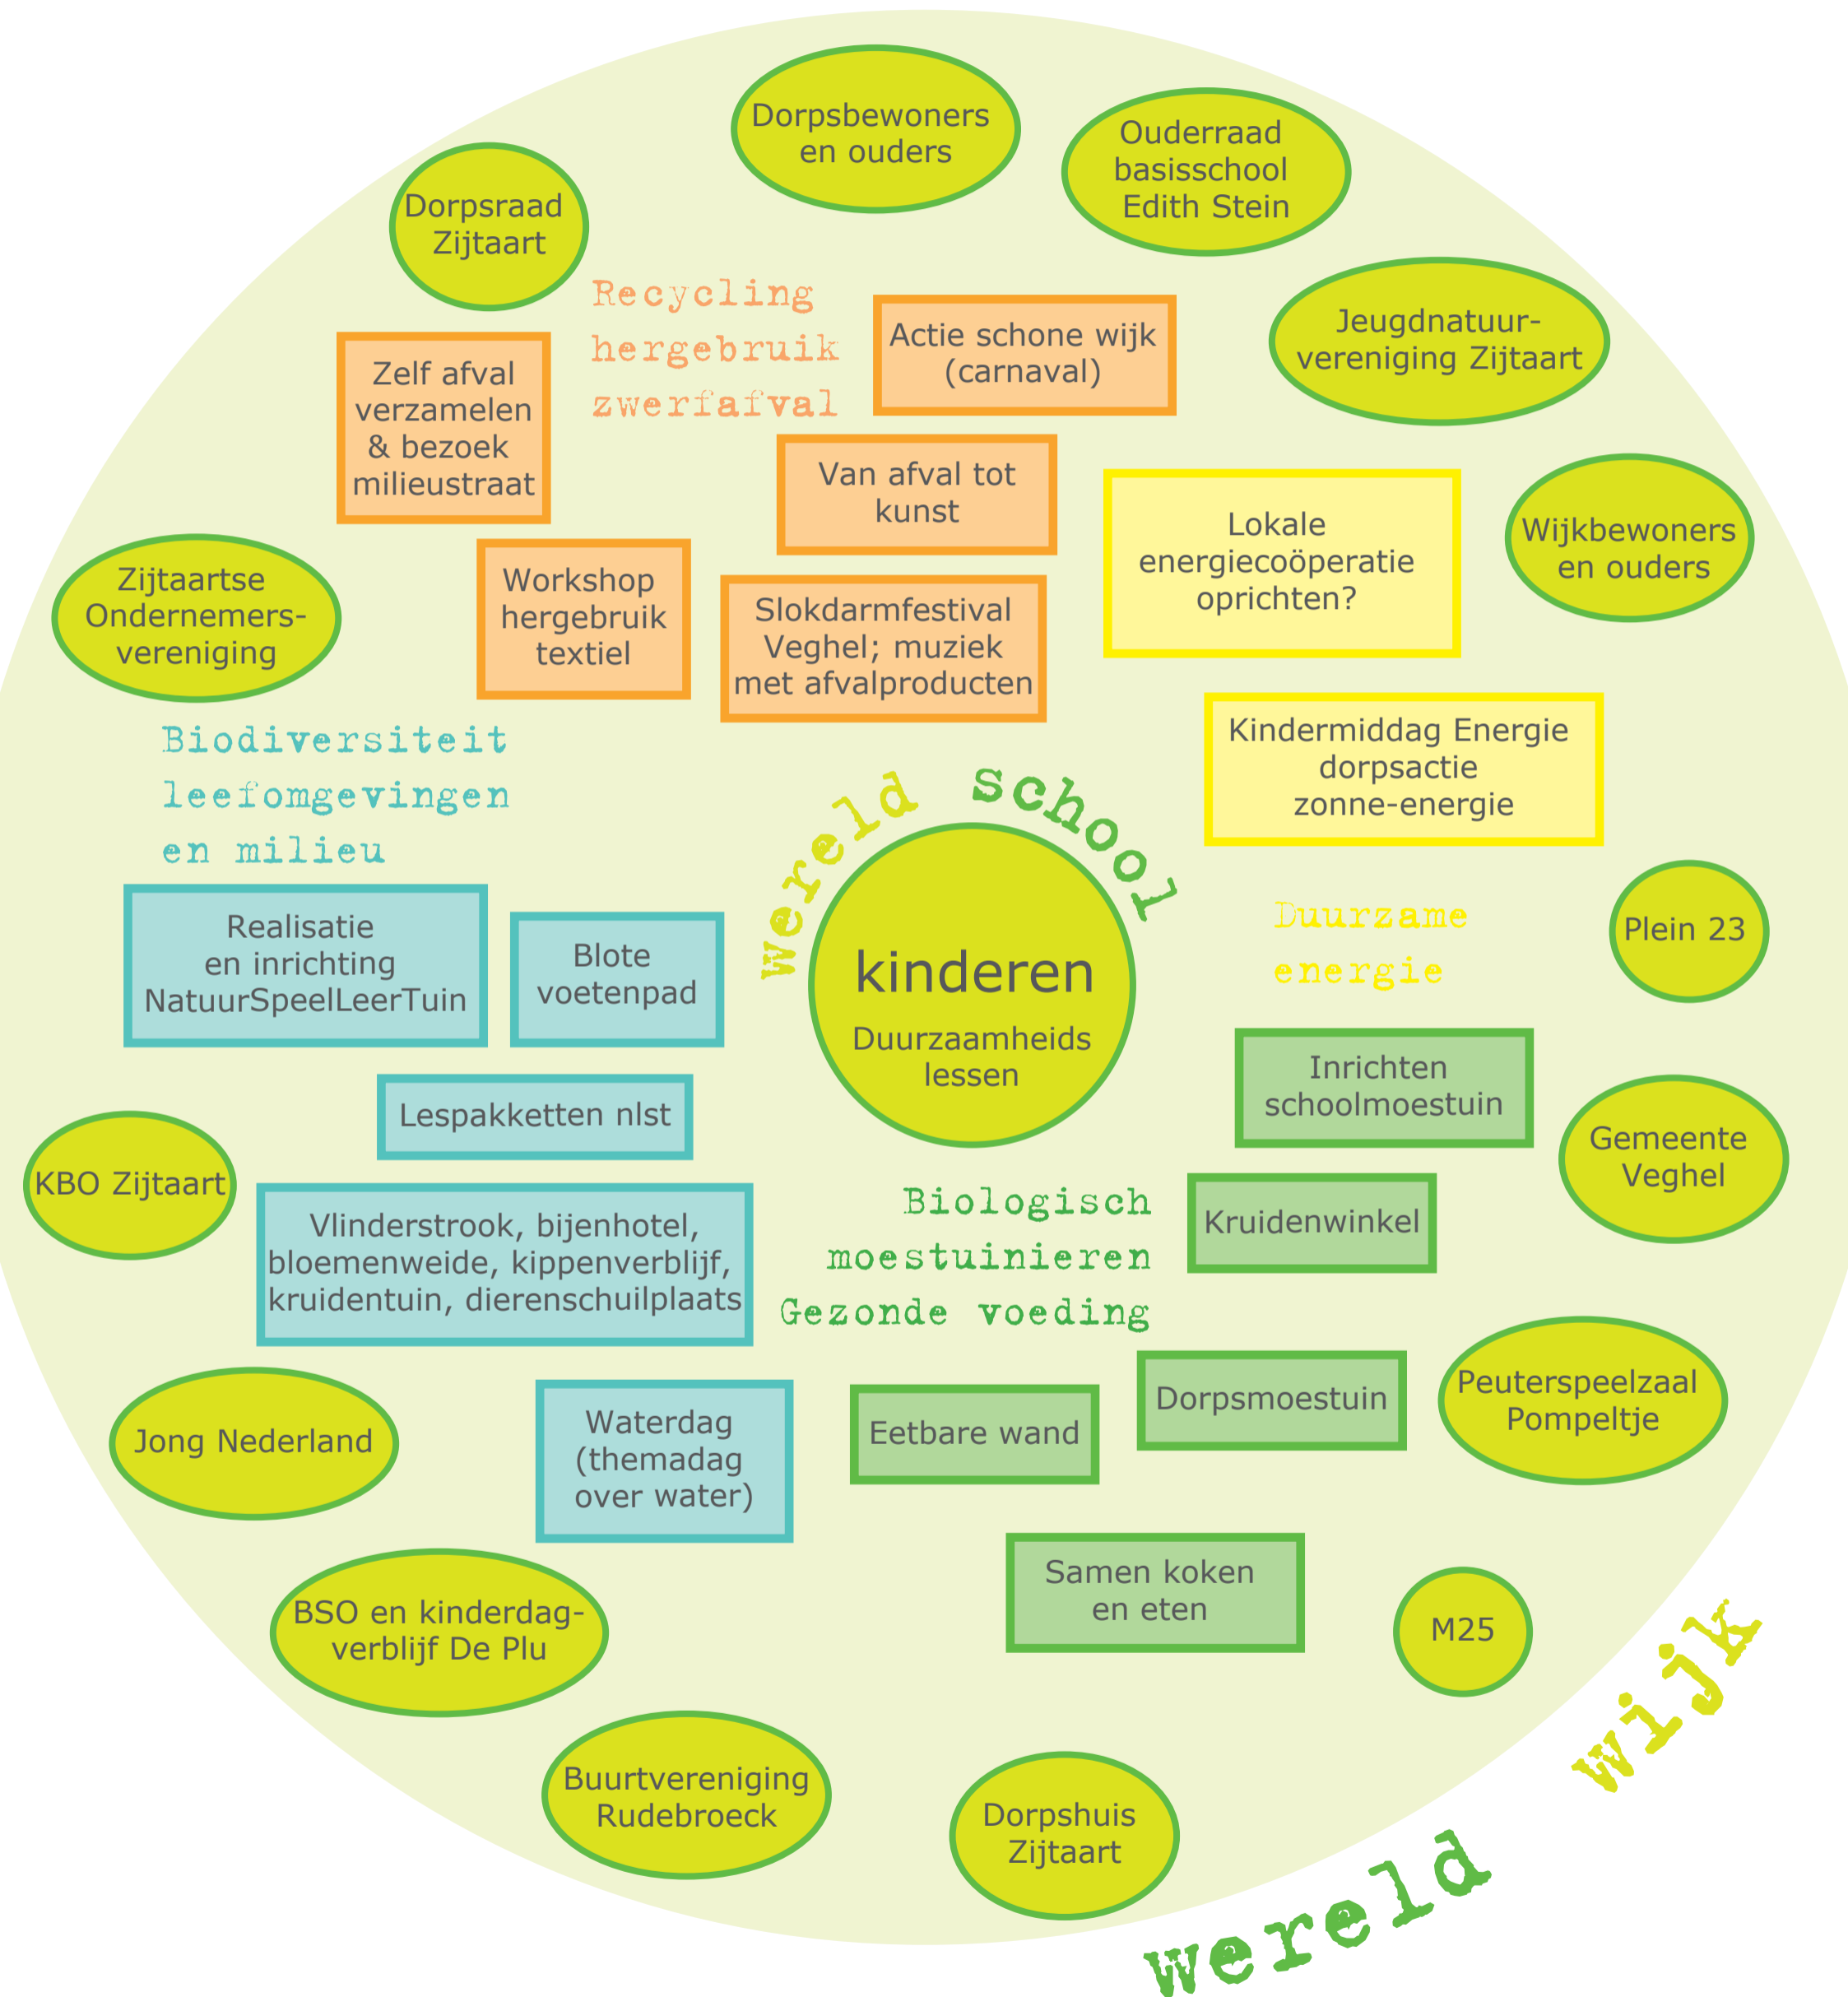 Dorpsbewoners
en ouders
Ouderraad
basisschool
Edith Stein
Dorpsraad
Zijtaart
Recycling
hergebruik
zwerfafval
Actie schone wijk
(carnaval)
Jeugdnatuur-
vereniging Zijtaart
Zelf afval
verzamelen
& bezoek
milieustraat
Van afval tot
kunst
Lokale
energiecoöperatie
oprichten?
Wijkbewoners
en ouders
Zijtaartse
Ondernemers-
vereniging
Workshop
hergebruik
textiel
Slokdarmfestival
Veghel; muziek
met afvalproducten
Kindermiddag Energie
dorpsactie
zonne-energie
Biodiversiteit
leefomgevingen
en milieu
wereld school
kinderen
Duurzaamheids
lessen
Duurzame
energie
Plein 23
Realisatie
en inrichting
NatuurSpeelLeerTuin
Blote
voetenpad
Inrichten
schoolmoestuin
Lespakketten nlst
Gemeente
Veghel
KBO Zijtaart
Vlinderstrook, bijenhotel,
bloemenweide, kippenverblijf,
kruidentuin, dierenschuilplaats
Biologisch
moestuinieren
Gezonde voeding
Kruidenwinkel
Jong Nederland
Waterdag
(themadag
over water)
Eetbare wand
Dorpsmoestuin
Peuterspeelzaal
Pompeltje
Samen koken
en eten
BSO en kinderdag-
verblijf De Plu
M25
Buurtvereniging
Rudebroeck
Dorpshuis
Zijtaart
wereld wijk